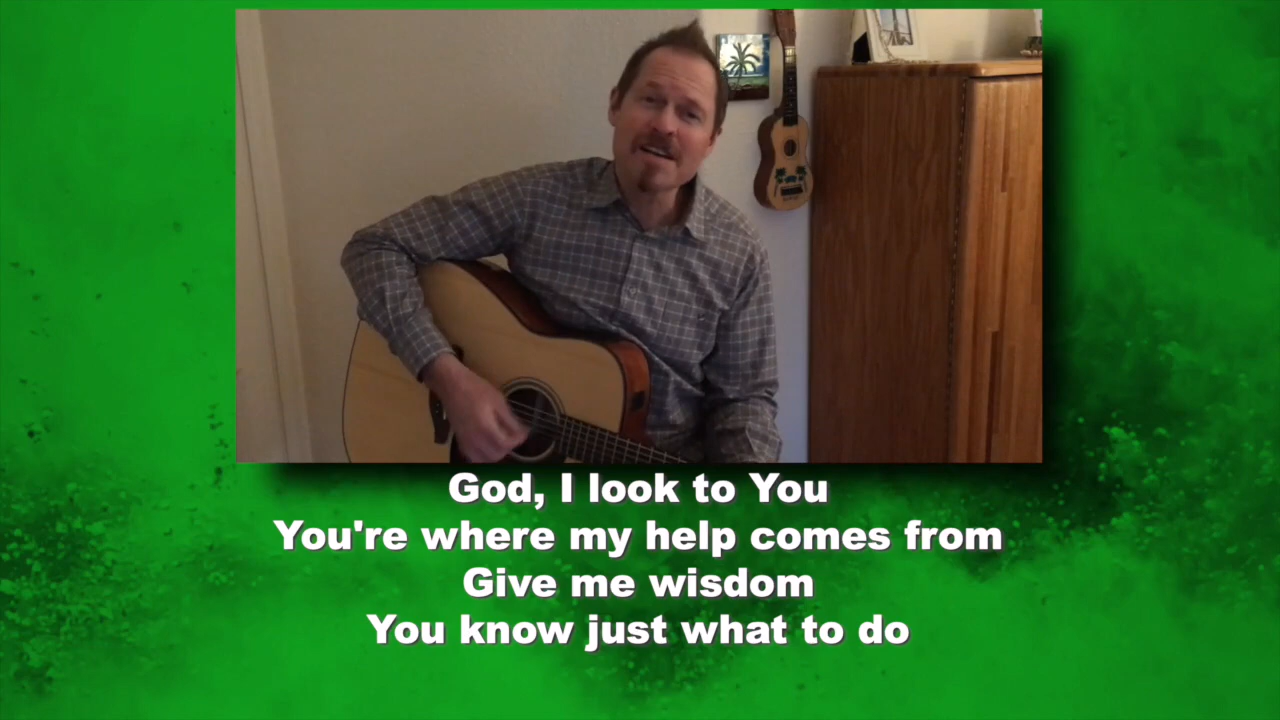 God, I look to You
You're where my help comes from
Give me wisdom
You know just what to do